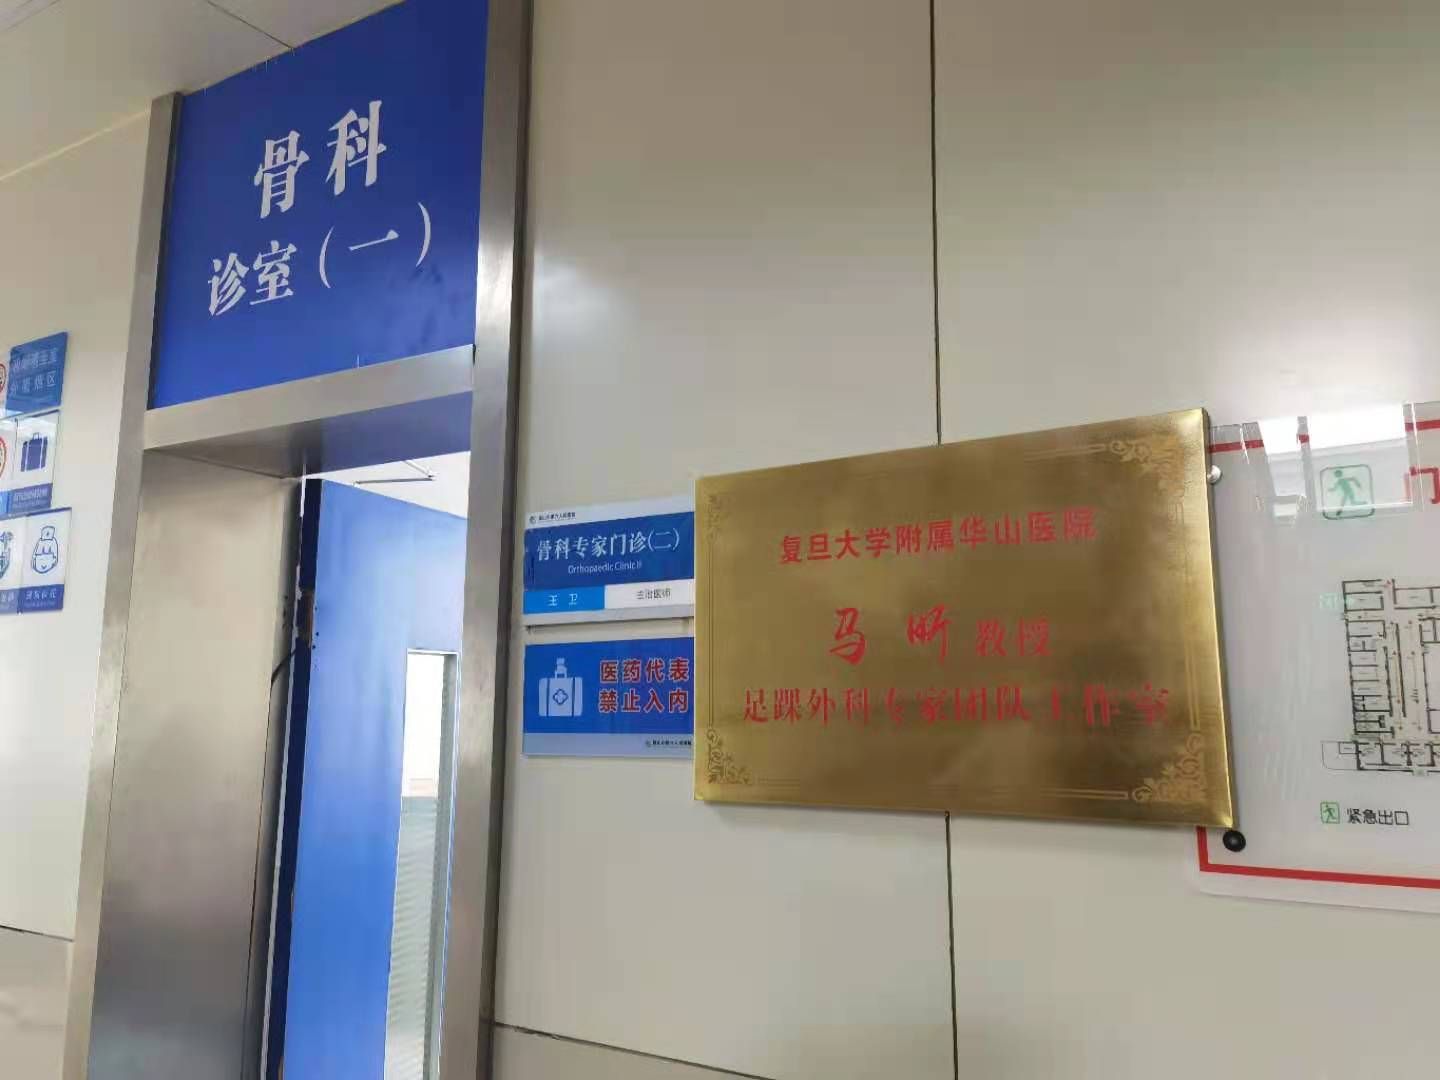 骨科
诊室(一)
骨科专家门诊(二)
Orthopaedic Clinic II
王 卫
主治医师
医药代表
禁止入内
复旦大学附属华山医院
马 昕 教授
足踝外科专家团队工作室
门
紧急出口